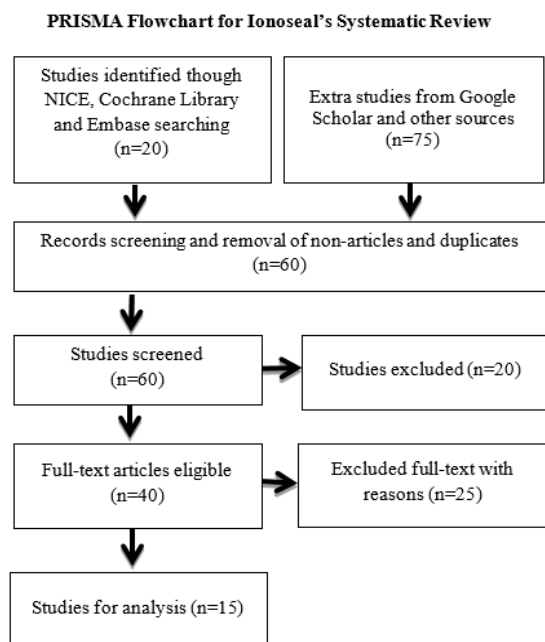 PRISMA Flowchart for Ionoseal's Systematic Review
Studies identified though
NICE, Cochrane Library
and Embase searching
(n=20)
Extra studies from Google
Scholar and other sources
(n=75)
Records screening and removal of non-articles and duplicates
(n=60)
Studies screened
(n=60)
Studies excluded (n=20)
Full-text articles eligible
(n=40)
Excluded full-text with
reasons (n=25)
Studies for analysis (n=15)